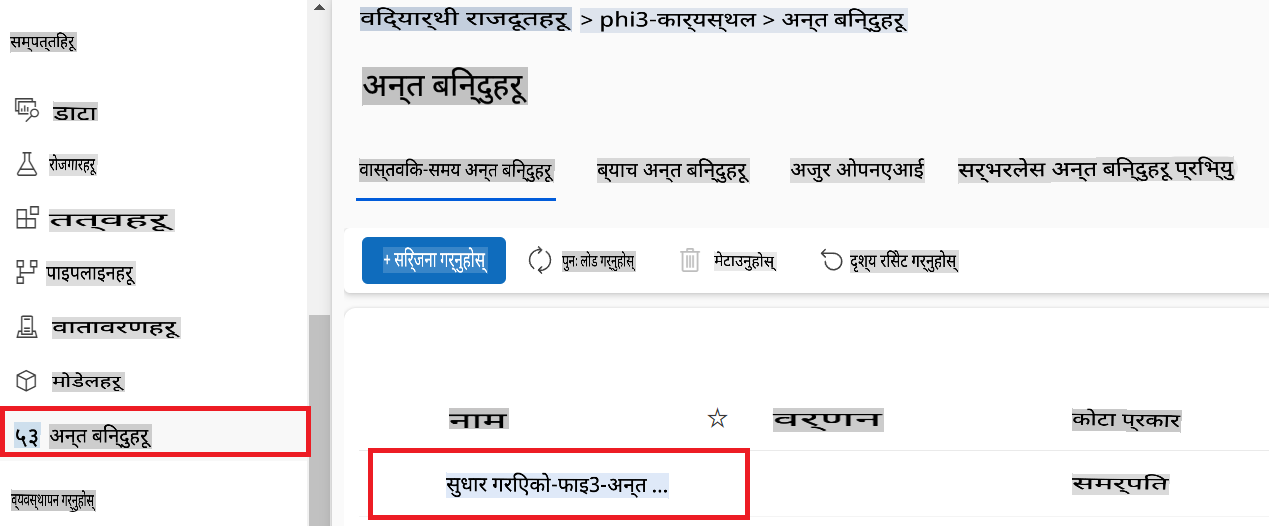 सम्पत्तिहरू
डाटा
रोजगारहरू
तत्वहरू
पाइपलाइनहरू
वातावरणहरू
मोडेलहरू
५३ अन्त बिन्दुहरू
व्यवस्थापन गर्नुहोस्
विद्यार्थी राजदूतहरू > phi3-कार्यस्थल > अन्त बिन्दुहरू
अन्त बिन्दुहरू
वास्तविक-समय अन्त बिन्दुहरू ब्याच अन्त बिन्दुहरू अजुर ओपनएआई सर्भरलेस अन्त बिन्दुहरू प्रिभ्यु
+ सिर्जना गर्नुहोस् पुनः लोड गर्नुहोस् मेटाउनुहोस् दृश्य रिसेट गर्नुहोस्
नाम वर्णन कोटा प्रकार
सुधार गरिएको-फाइ3-अन्त ... समर्पित